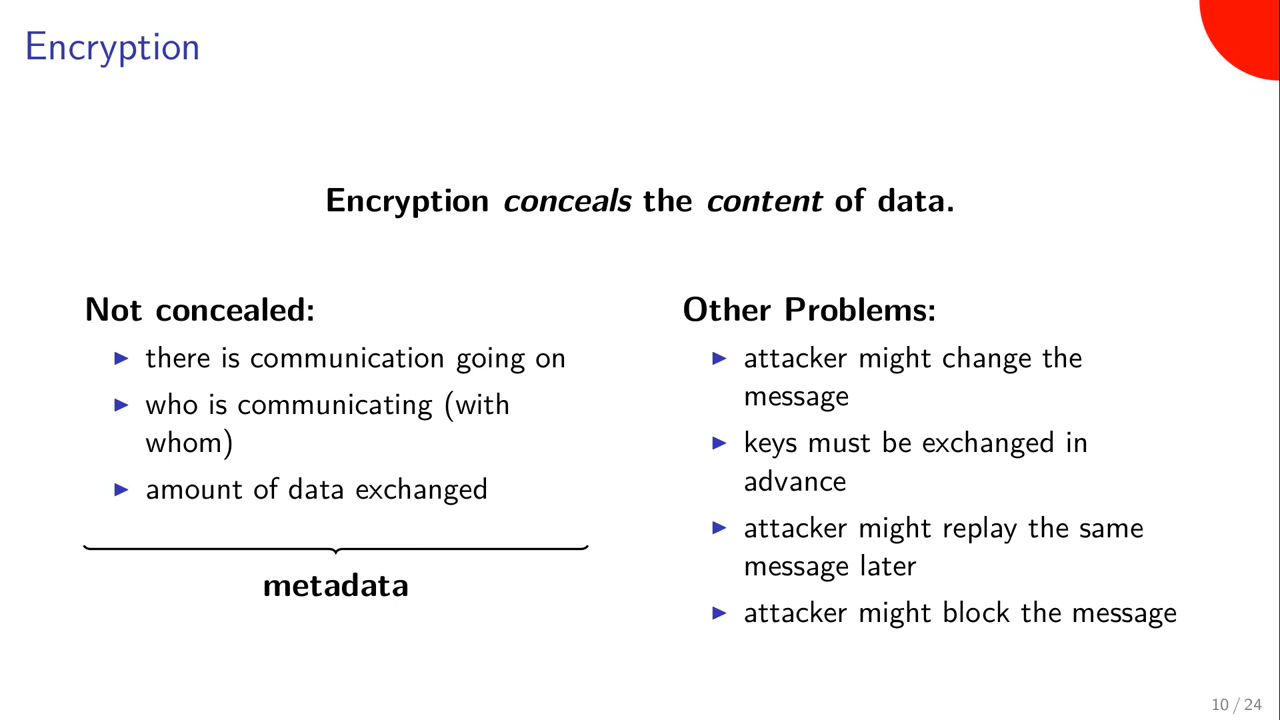 Encryption
Encryption conceals the content of data.
Not concealed:
▶ there is communication going on
▶ who is communicating (with
whom)
▶ amount of data exchanged
metadata
Other Problems:
▶ attacker might change the
message
▶ keys must be exchanged in
advance
▶ attacker might replay the same
message later
▶ attacker might block the message
10 / 24